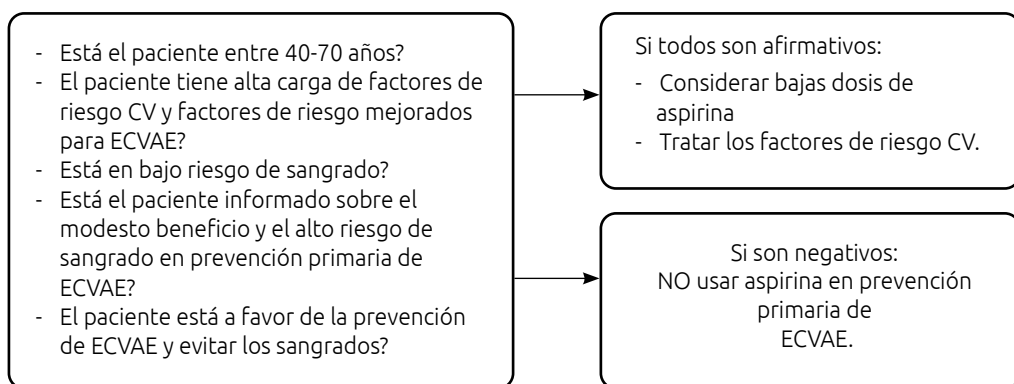 - Está el paciente entre 40-70 años?
- El paciente tiene alta carga de factores de
riesgo CV y factores de riesgo mejorados
para ECVAE?
- Está en bajo riesgo de sangrado?
- Está el paciente informado sobre el
modesto beneficio y el alto riesgo de
sangrado en prevención primaria de
ECVAE?
- El paciente está a favor de la prevención
de ECVAE y evitar los sangrados?
Si todos son afirmativos:
- Considerar bajas dosis de
aspirina
- Tratar los factores de riesgo CV.
Si son negativos:
NO usar aspirina en prevención
primaria de
ECVAE.